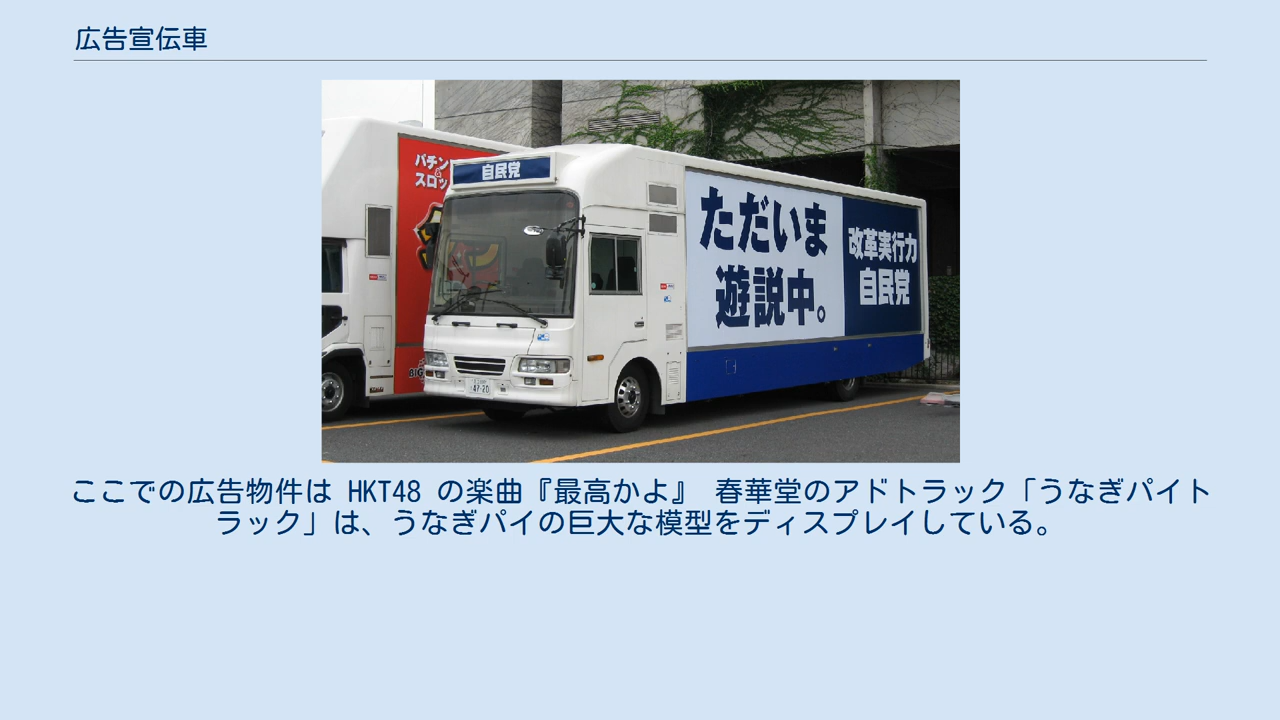 広告宣伝車
パチン
&
スロッ
自民党
ただいま
遊説中。
改革実行力
自民党
BIG
47-20
ここでの広告物件は HKT48 の楽曲『最高かよ』 春華堂のアドトラック「うなぎパイト
ラック」は、うなぎパイの巨大な模型をディスプレイしている。